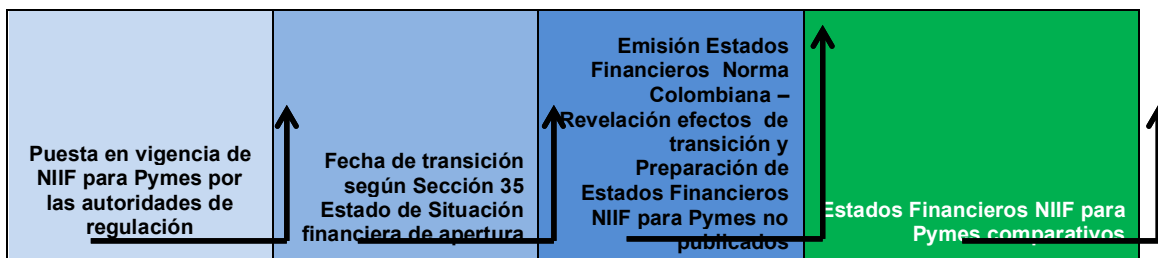 Puesta en vigencia de
NIIF para Pymes por
las autoridades de
regulación
Fecha de transición
según Sección 35
Estado de Situación
financiera de apertura
Emisión Estados
Financieros Norma
Colombiana –
Revelación efectos de
transición y
Preparación de
Estados Financieros
NIIF para Pymes no
publicados
Estados Financieros NIIF para
Pymes comparativos